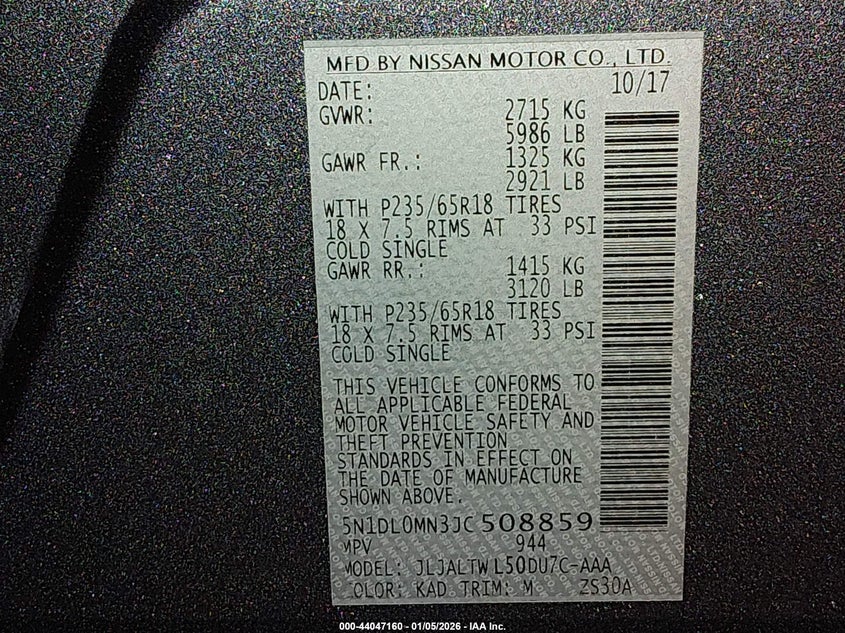 MFD BY NISSAN MOTOR CO., LTD.
DATE: 10/17
GVWR: 2715 KG
5986 LB
GAWR FR.: 1325 KG
2921 LB
WITH P235/65R18 TIRES
18 X 7.5 RIMS AT 33 PSI
COLD SINGLE
GAWR RR.: 1415 KG
3120 LB
WITH P235/65R18 TIRES
18 X 7.5 RIMS AT 33 PSI
COLD SINGLE
THIS VEHICLE CONFORMS TO
ALL APPLICABLE FEDERAL
MOTOR VEHICLE SAFETY AND
THEFT PREVENTION
STANDARDS IN EFFECT ON
THE DATE OF MANUFACTURE
SHOWN ABOVE.
5N1DL0MN3JC508859
MPV 944
MODEL: JLJALTWL50DU7C-AAA
COLOR: KAD TRIM: M ZS30A
000-44047160 - 01/05/2026 - IAA Inc.